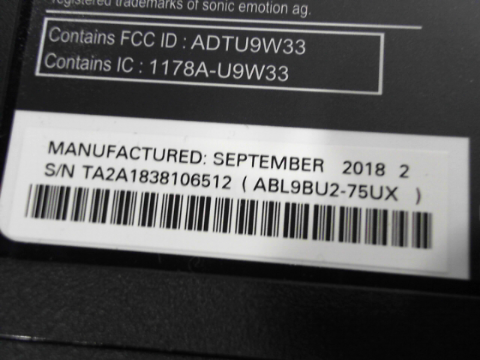 registered trademarks of sonic emotion ag.
Contains FCC ID : ADTU9W33
Contains IC : 1178A-U9W33
MANUFACTURED: SEPTEMBER 2018 2
S/N TA2A1838106512 ( ABL9BU2-75UX )